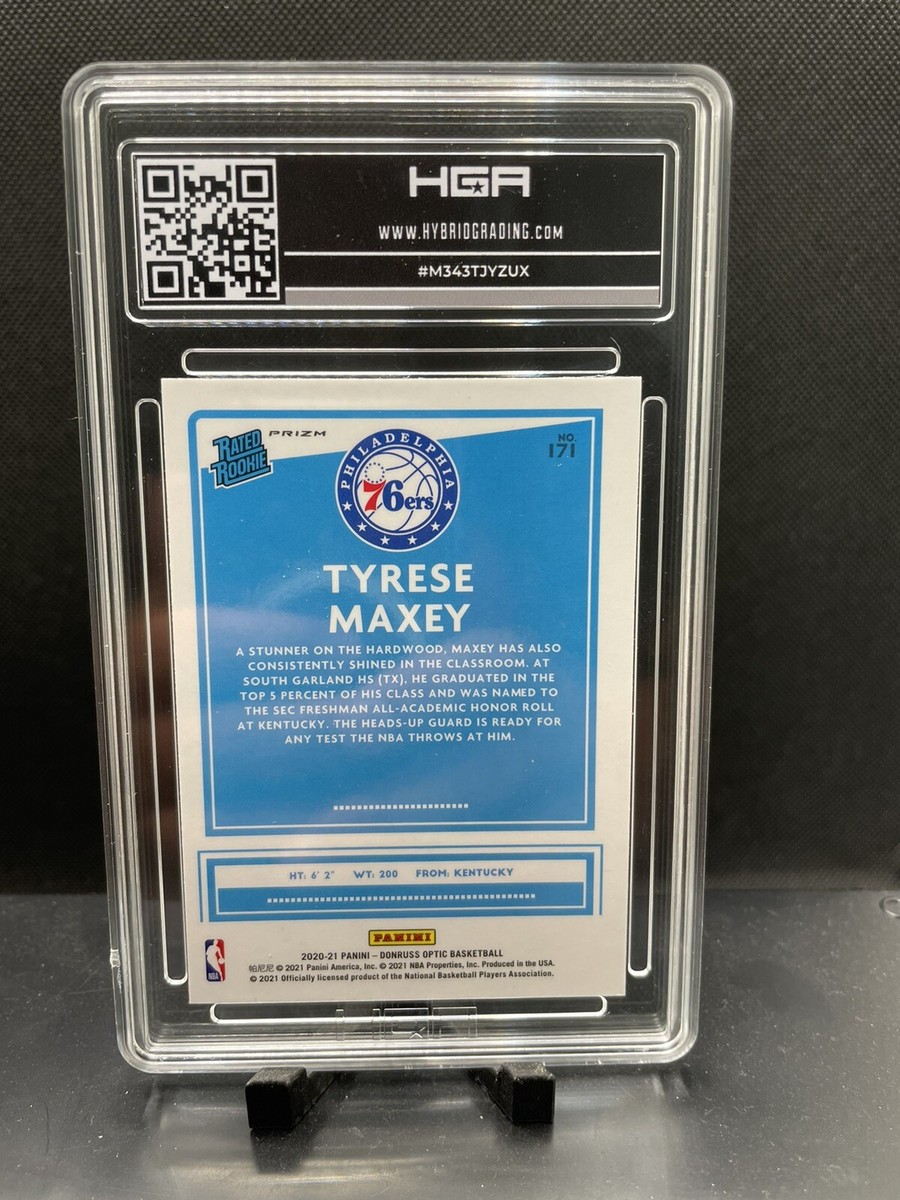 HGA
WWW.HYBRIDGRADING.COM
#M343TJYZUX
RATED
ROOKIE
PRIZM
NO.
171
PHILADELPHIA
76ers
TYRESE
MAXEY
A STUNNER ON THE HARDWOOD, MAXEY HAS ALSO
CONSISTENTLY SHINED IN THE CLASSROOM. AT
SOUTH GARLAND HS (TX), HE GRADUATED IN THE
TOP 5 PERCENT OF HIS CLASS AND WAS NAMED TO
THE SEC FRESHMAN ALL-ACADEMIC HONOR ROLL
AT KENTUCKY. THE HEADS-UP GUARD IS READY FOR
ANY TEST THE NBA THROWS AT HIM.
HT: 6' 2" WT: 200 FROM: KENTUCKY
PANINI
2020-21 PANINI – DONRUSS OPTIC BASKETBALL
帕尼尼 © 2021 Panini America, Inc. © 2021 NBA Properties, Inc. Produced in the USA.
© 2021 Officially licensed product of the National Basketball Players Association.
NBA
HGA